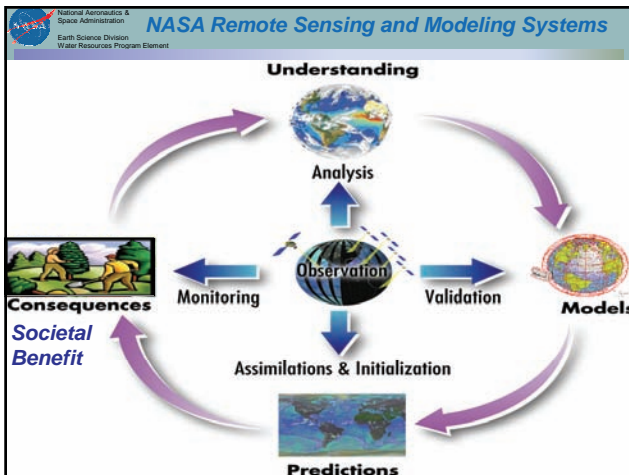 National Aeronautics &
Space Administration
Earth Science Division
Water Resources Program Element
NASA
NASA Remote Sensing and Modeling Systems
Understanding
Analysis
Observation
Monitoring
Validation
Consequences
Models
Societal
Benefit
Assimilations & Initialization
Predictions